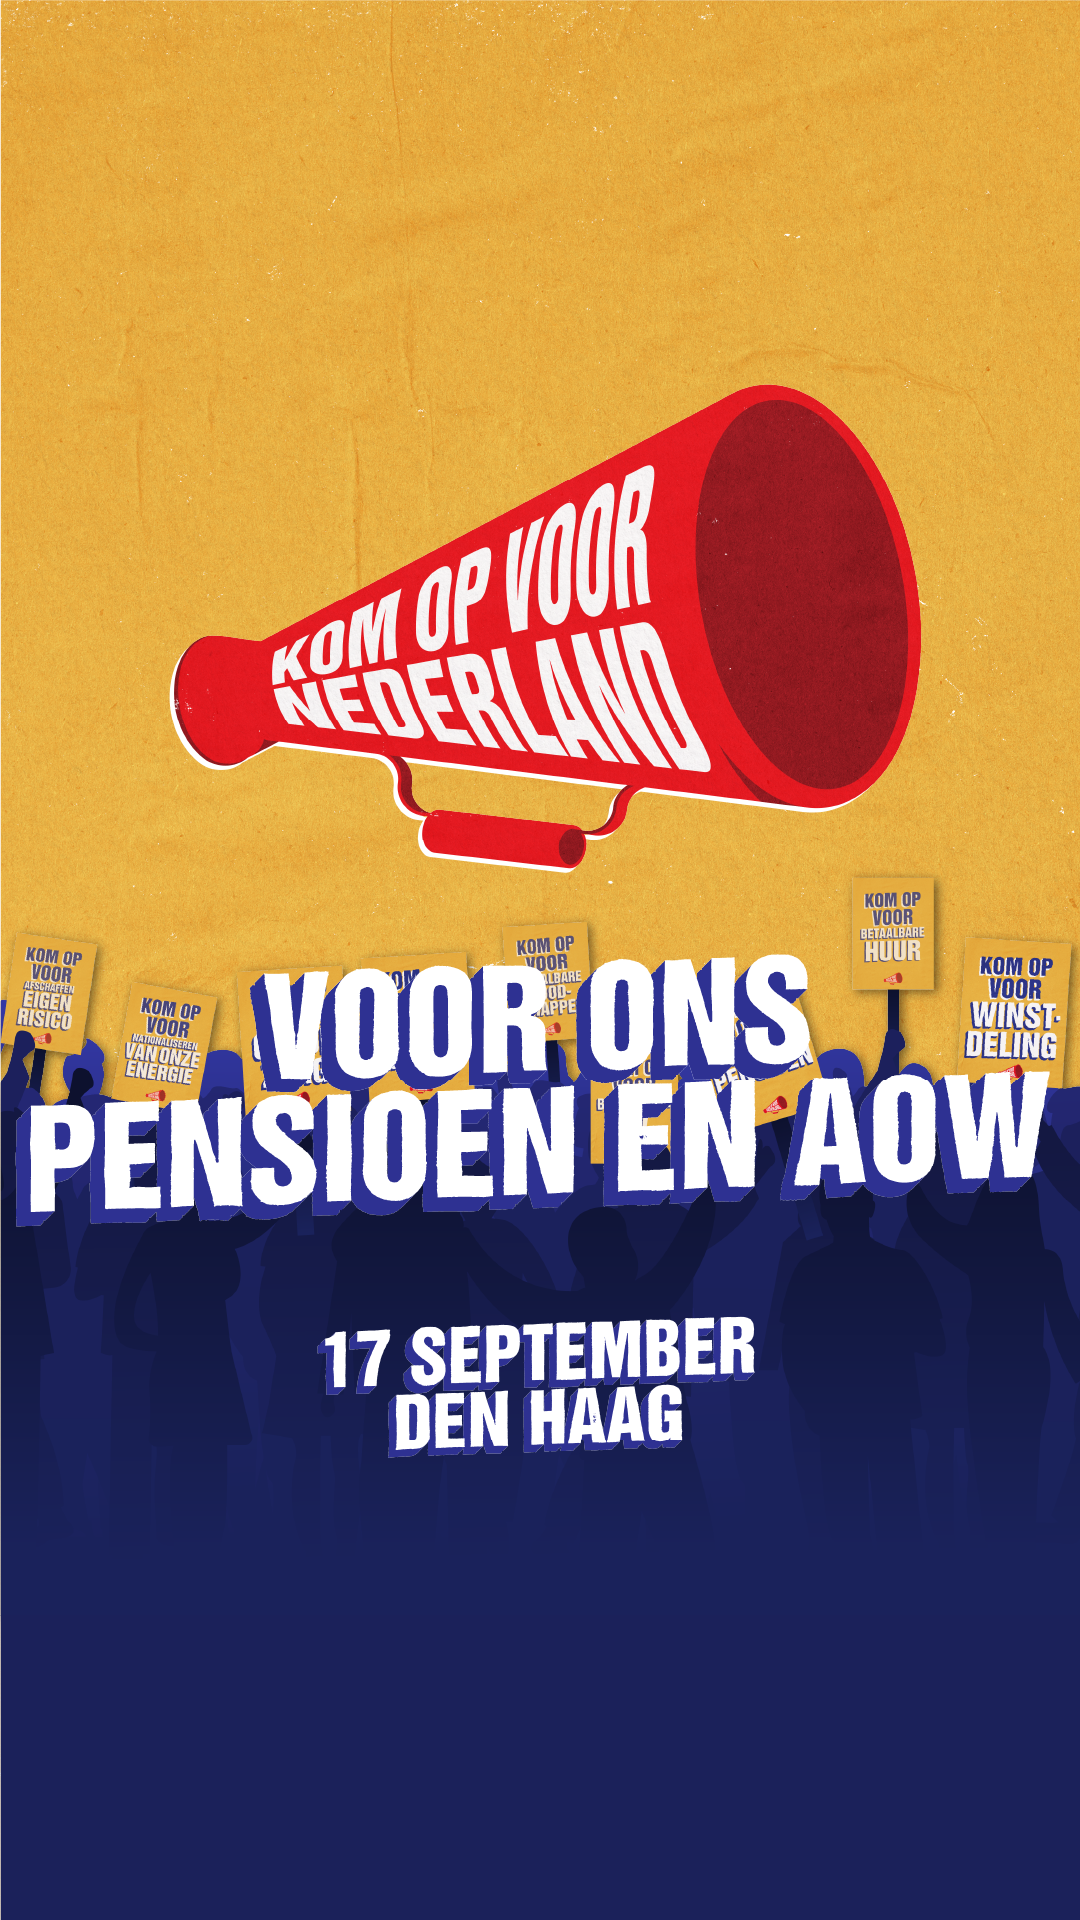 KOM OP VOOR
NEDERLAND
KOM OP
VOOR
BETAALBARE
HUUR
KOM OP
VOOR
AFSCHAFFEN
EIGEN
RISICO
KOM OP
VOOR
NATIONALISEREN
VAN ONZE
ENERGIE
KOM OP
VOOR
KOM OP
VOOR
WINST-
DELING
VOOR ONS
PENSIOEN EN AOW
17 SEPTEMBER
DEN HAAG